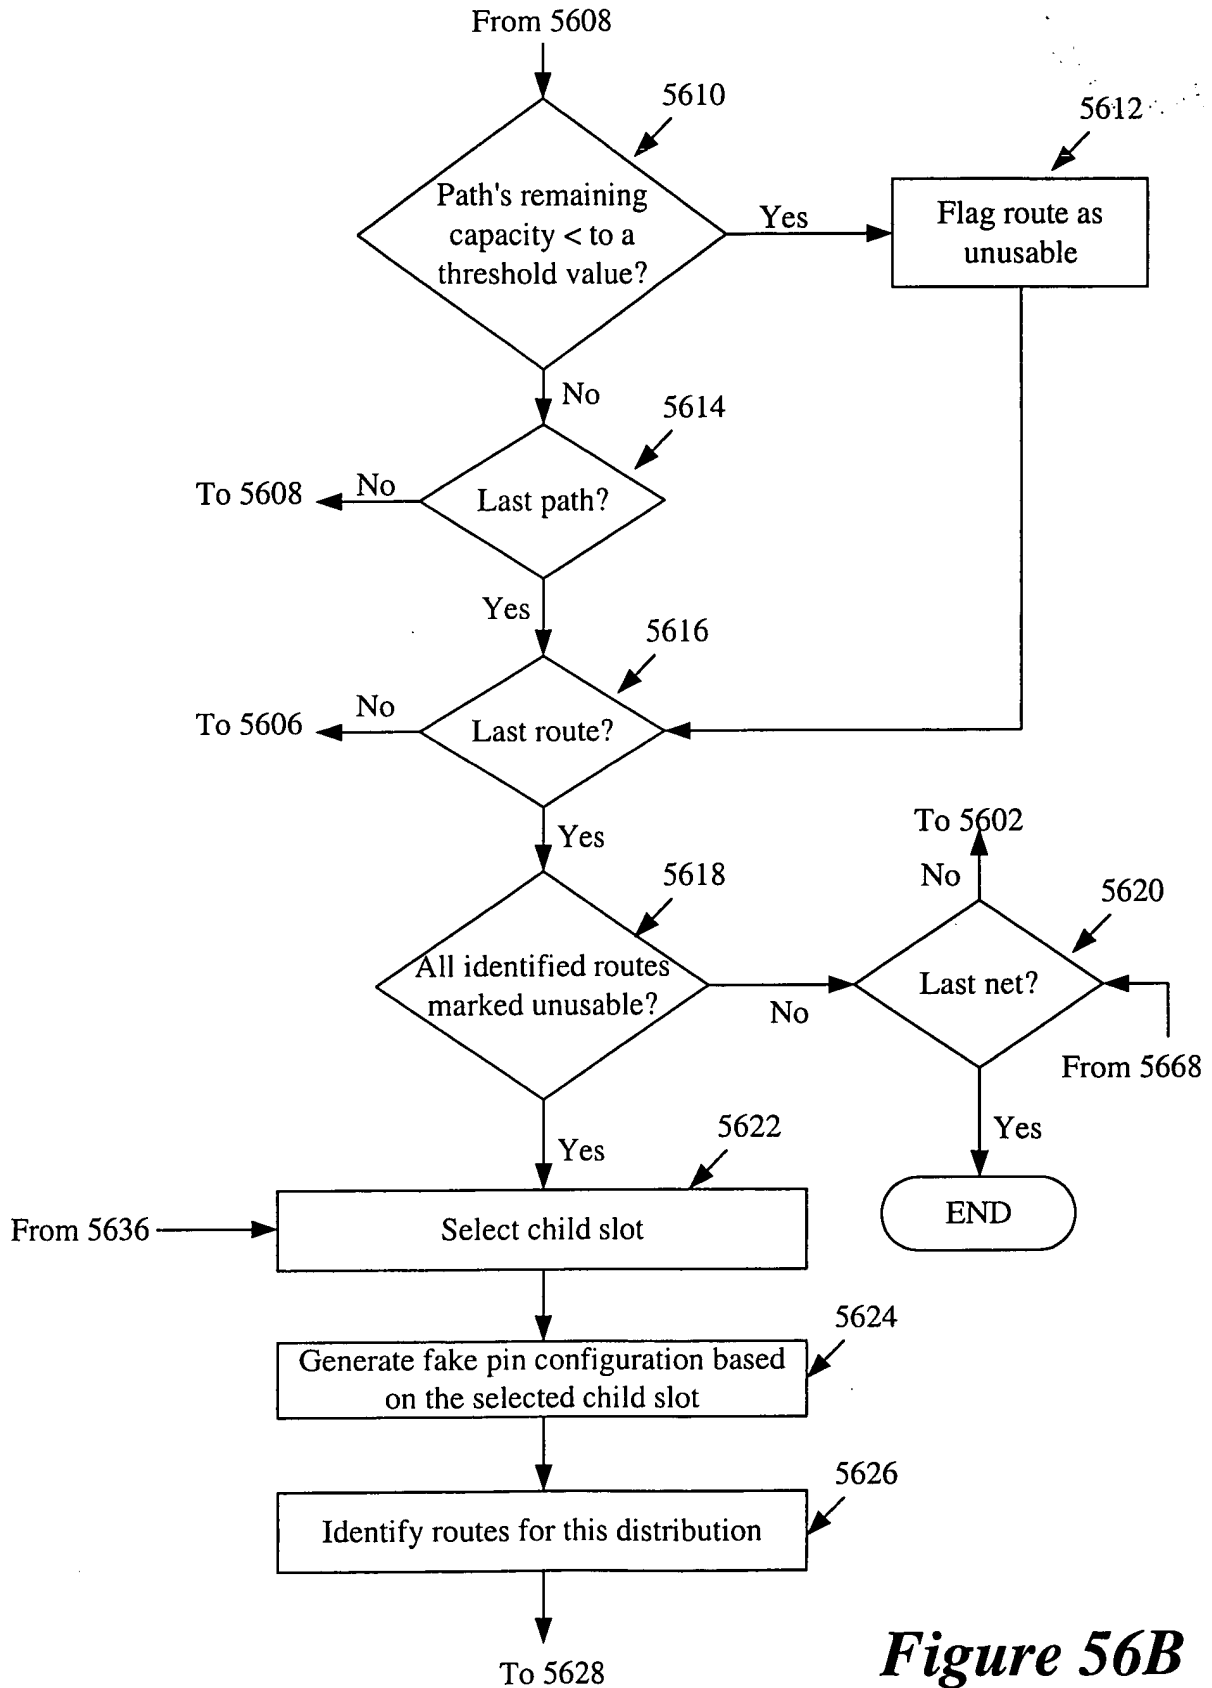 From 5608
5610
5612
Path's remaining
capacity < to a
threshold value?
Yes
Flag route as
unusable
No
5614
To 5608
No
Last path?
Yes
5616
To 5606
No
Last route?
Yes
To 5602
No
5618
5620
All identified routes
marked unusable?
No
Last net?
From 5668
Yes
Yes
5622
From 5636
Select child slot
END
5624
Generate fake pin configuration based
on the selected child slot
5626
Identify routes for this distribution
To 5628
Figure 56B